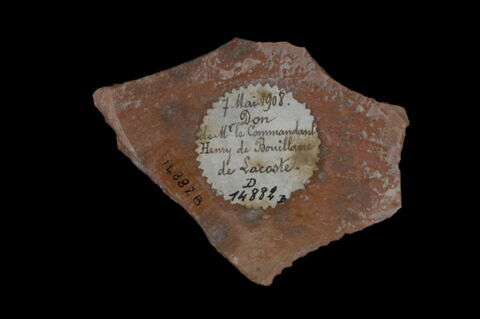 7 Mai 1908.
Don
de Mr le Commandant
Henry de Bouillane
de Lacoste.
D
14882 B
14882 B